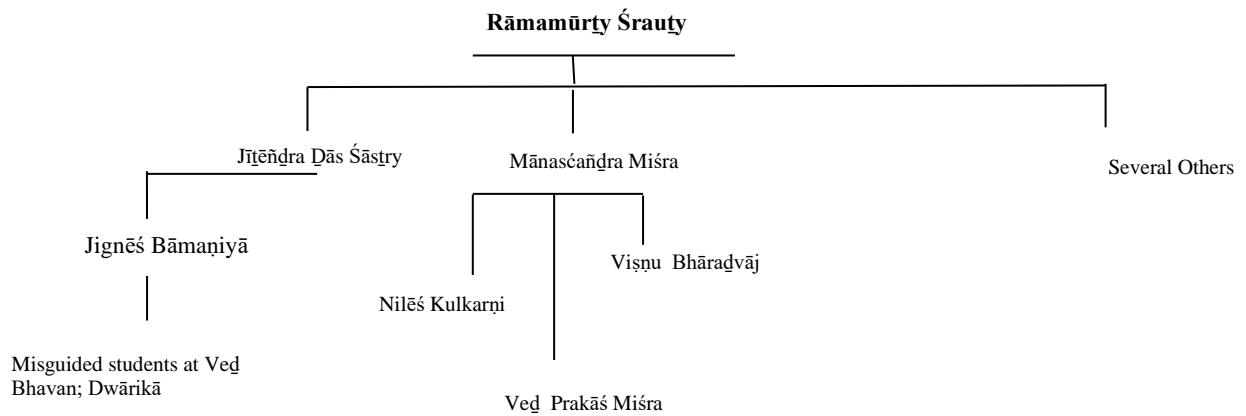 Rāmamūrṯy Śrauṯy
Jīṯēñḏra Ḏās Śāsṯry
Mānasćañḏra Miśra
Several Others
Jignēś Bāmaṇiyā
Viṣṇu Bhāraḏvāj
Nilēś Kulkarṇi
Misguided students at Veḏ
Bhavan; Dwārikā
Veḏ Prakāś Miśra